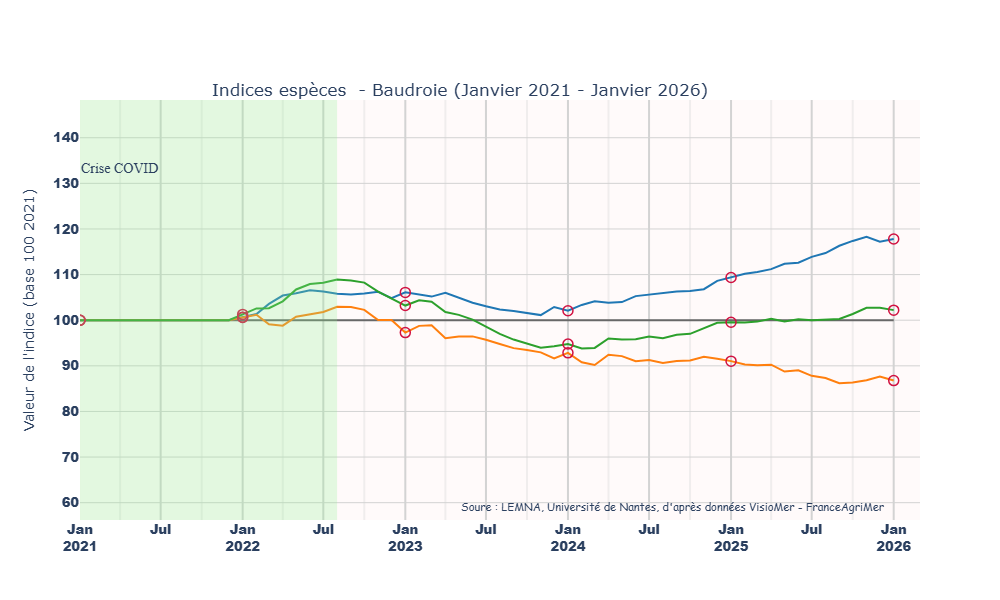 Indices espèces  - Baudroie (Janvier 2021 - Janvier 2026)
Valeur de l'indice (base 100 2021)
140
130
120
110
100
90
80
70
60
Crise COVID
Soure : LEMNA, Université de Nantes, d'après données VisioMer - FranceAgriMer
Jan Jul Jan Jul Jan Jul Jan Jul Jan Jul Jan
2021 2022 2023 2024 2025 2026